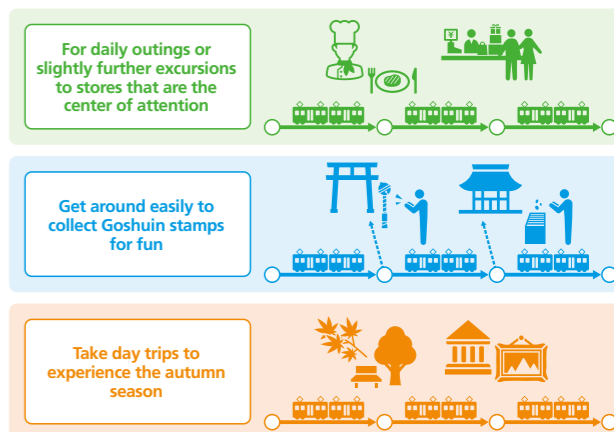 For daily outings or
slightly further excursions
to stores that are the
center of attention
¥
Get around easily to
collect Goshuin stamps
for fun
Take day trips to
experience the autumn
season